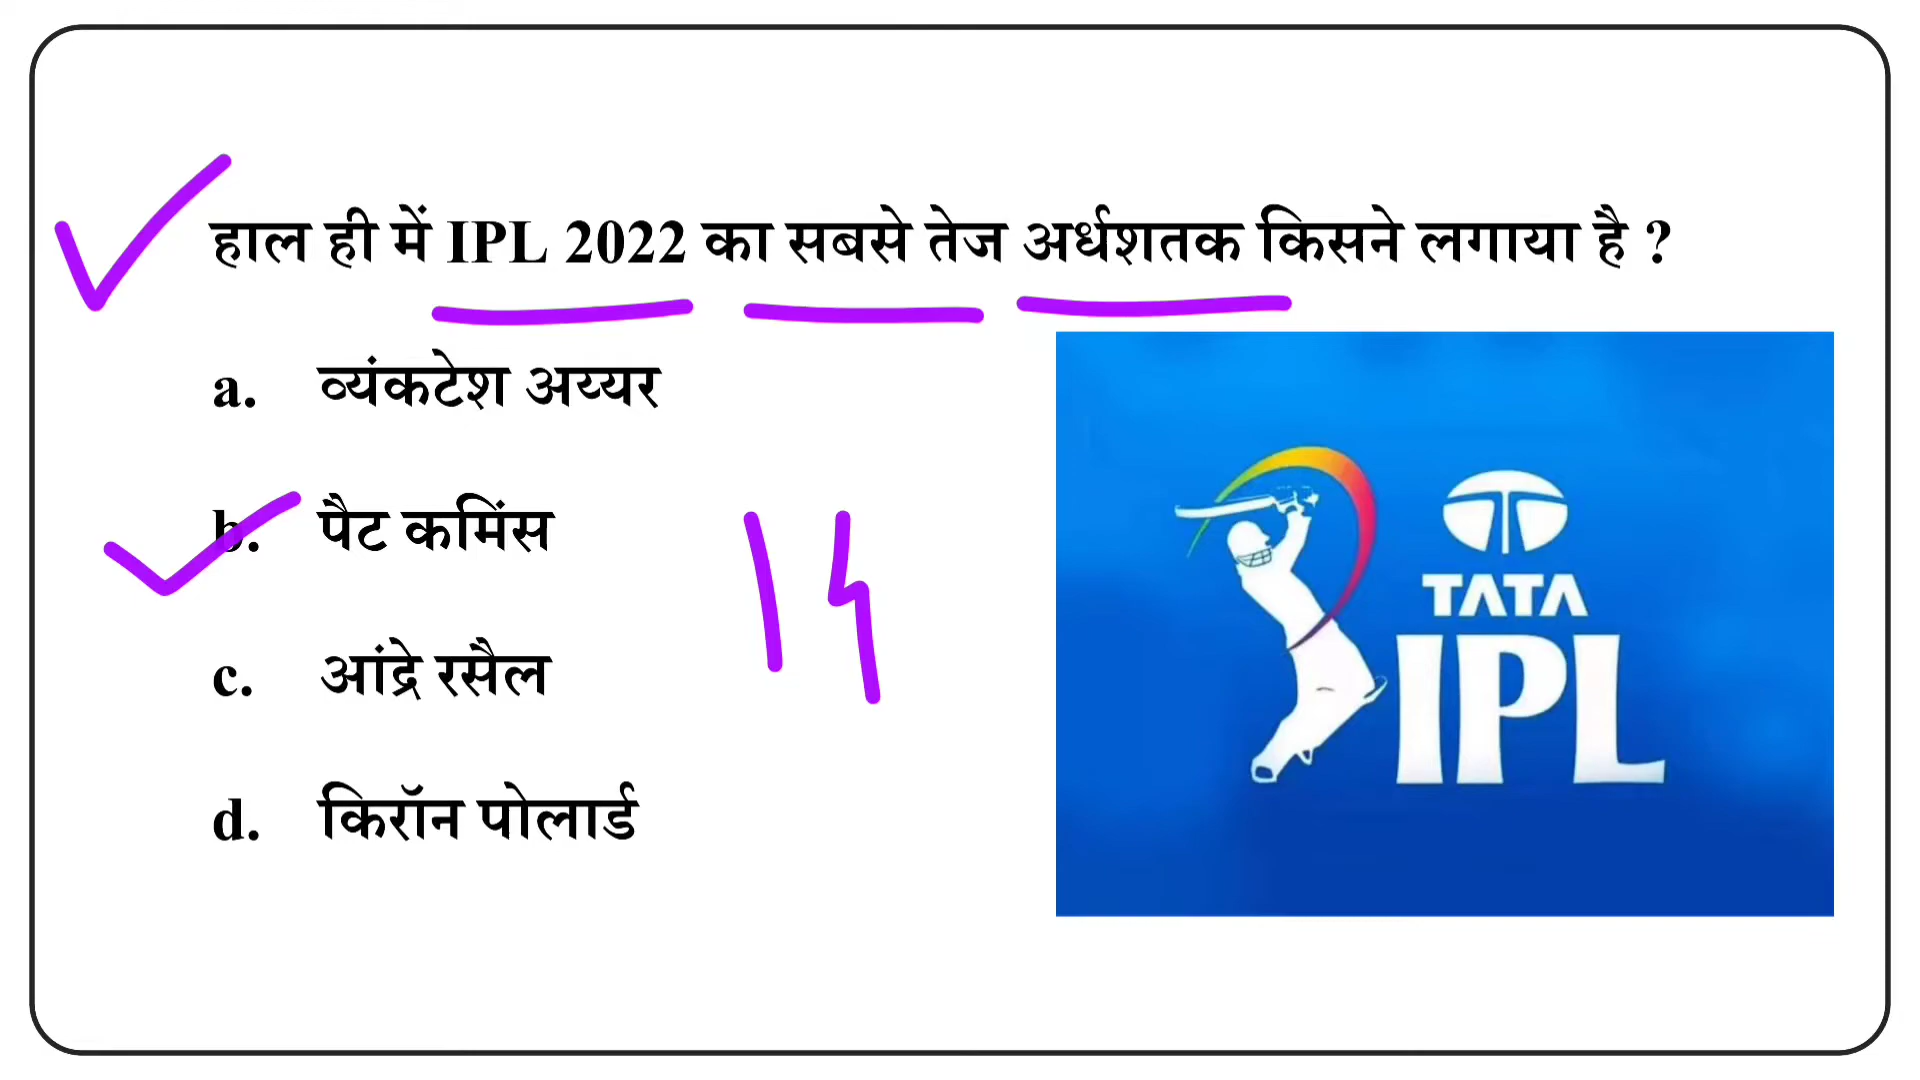 हाल ही में IPL 2022 का सबसे तेज अर्धशतक किसने लगाया है ?
a. व्यंकटेश अय्यर
b. पैट कमिंस
c. आंद्रे रसैल
d. किरॉन पोलार्ड
14
TATA
IPL